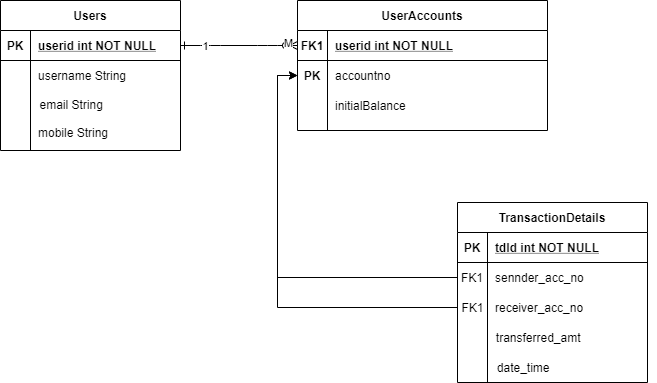 Users
PK userid int NOT NULL
username String
email String
mobile String
1 M
UserAccounts
FK1 userid int NOT NULL
PK accountno
initialBalance
TransactionDetails
PK tdId int NOT NULL
FK1 sennder_acc_no
FK1 receiver_acc_no
transferred_amt
date_time